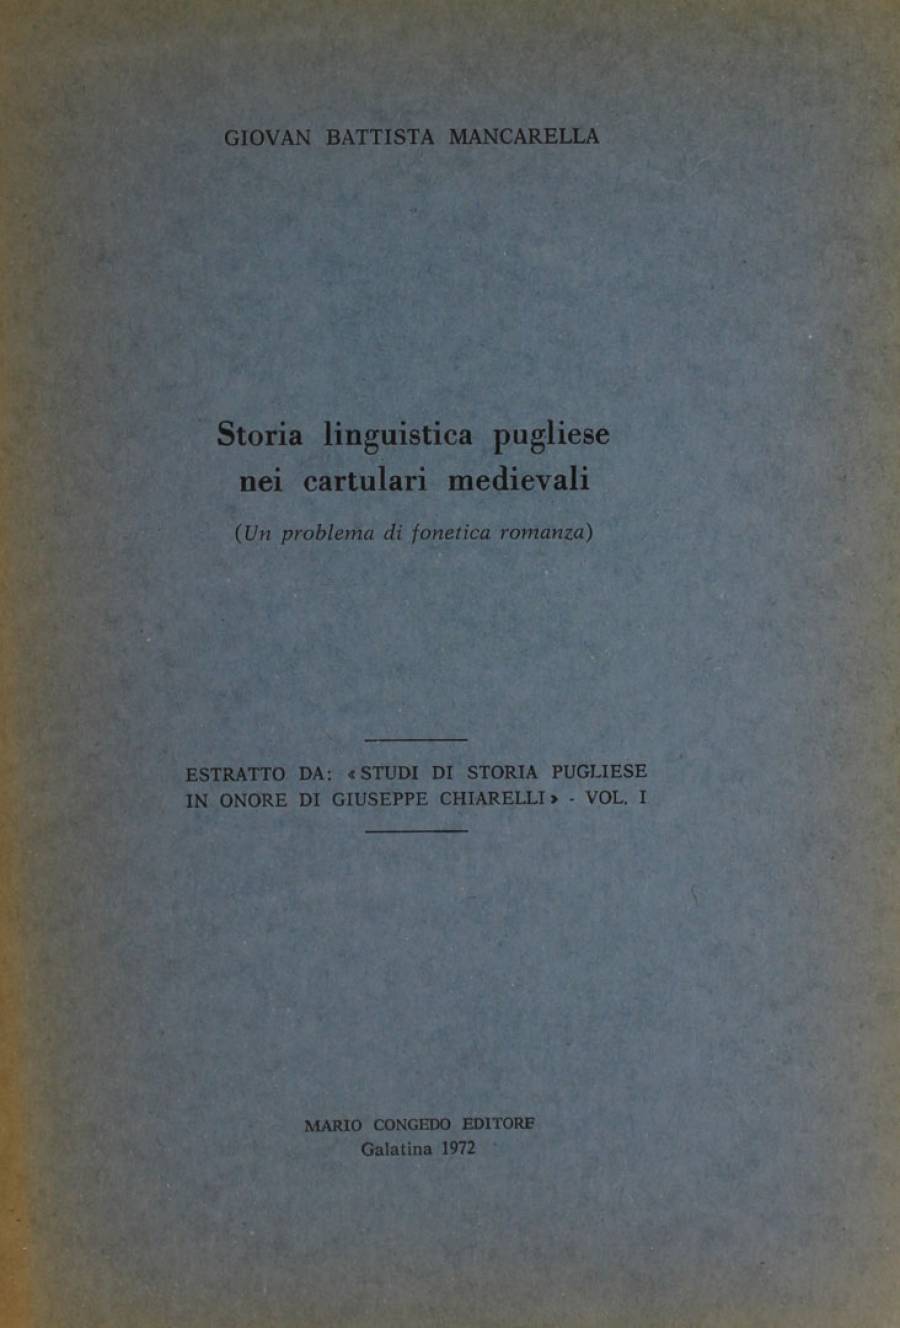 GIOVAN BATTISTA MANCARELLA
Storia linguistica pugliese
nei cartulari medievali
(Un problema di fonetica romanza)
ESTRATTO DA: «STUDI DI STORIA PUGLIESE
IN ONORE DI GIUSEPPE CHIARELLI» - VOL. I
MARIO CONGEDO EDITORE
Galatina 1972